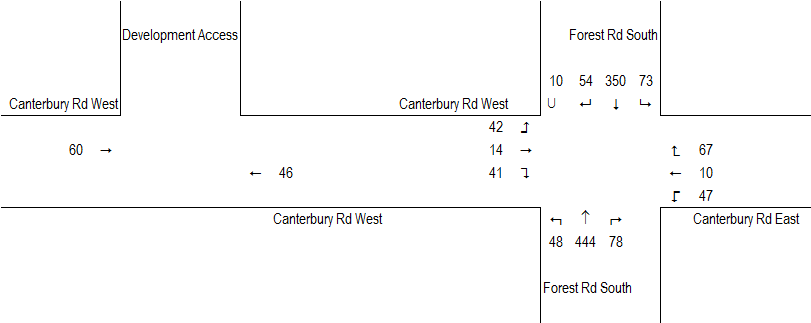 Development Access
Forest Rd South
10 54 350 73
U ↵ ↓ ↳
Canterbury Rd West
Canterbury Rd West
42
60 →
14 →
67
← 46
41
← 10
47
Canterbury Rd West
↑
Canterbury Rd East
48 444 78
Forest Rd South